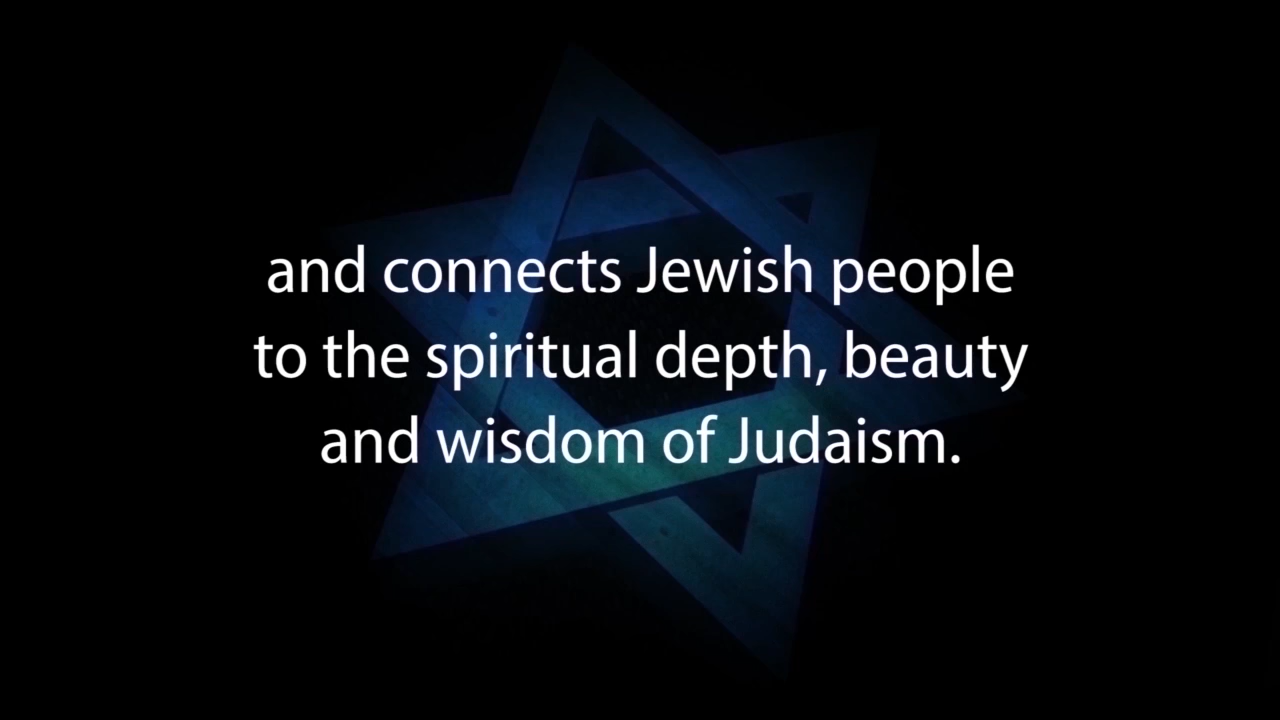 and connects Jewish people
to the spiritual depth, beauty
and wisdom of Judaism.